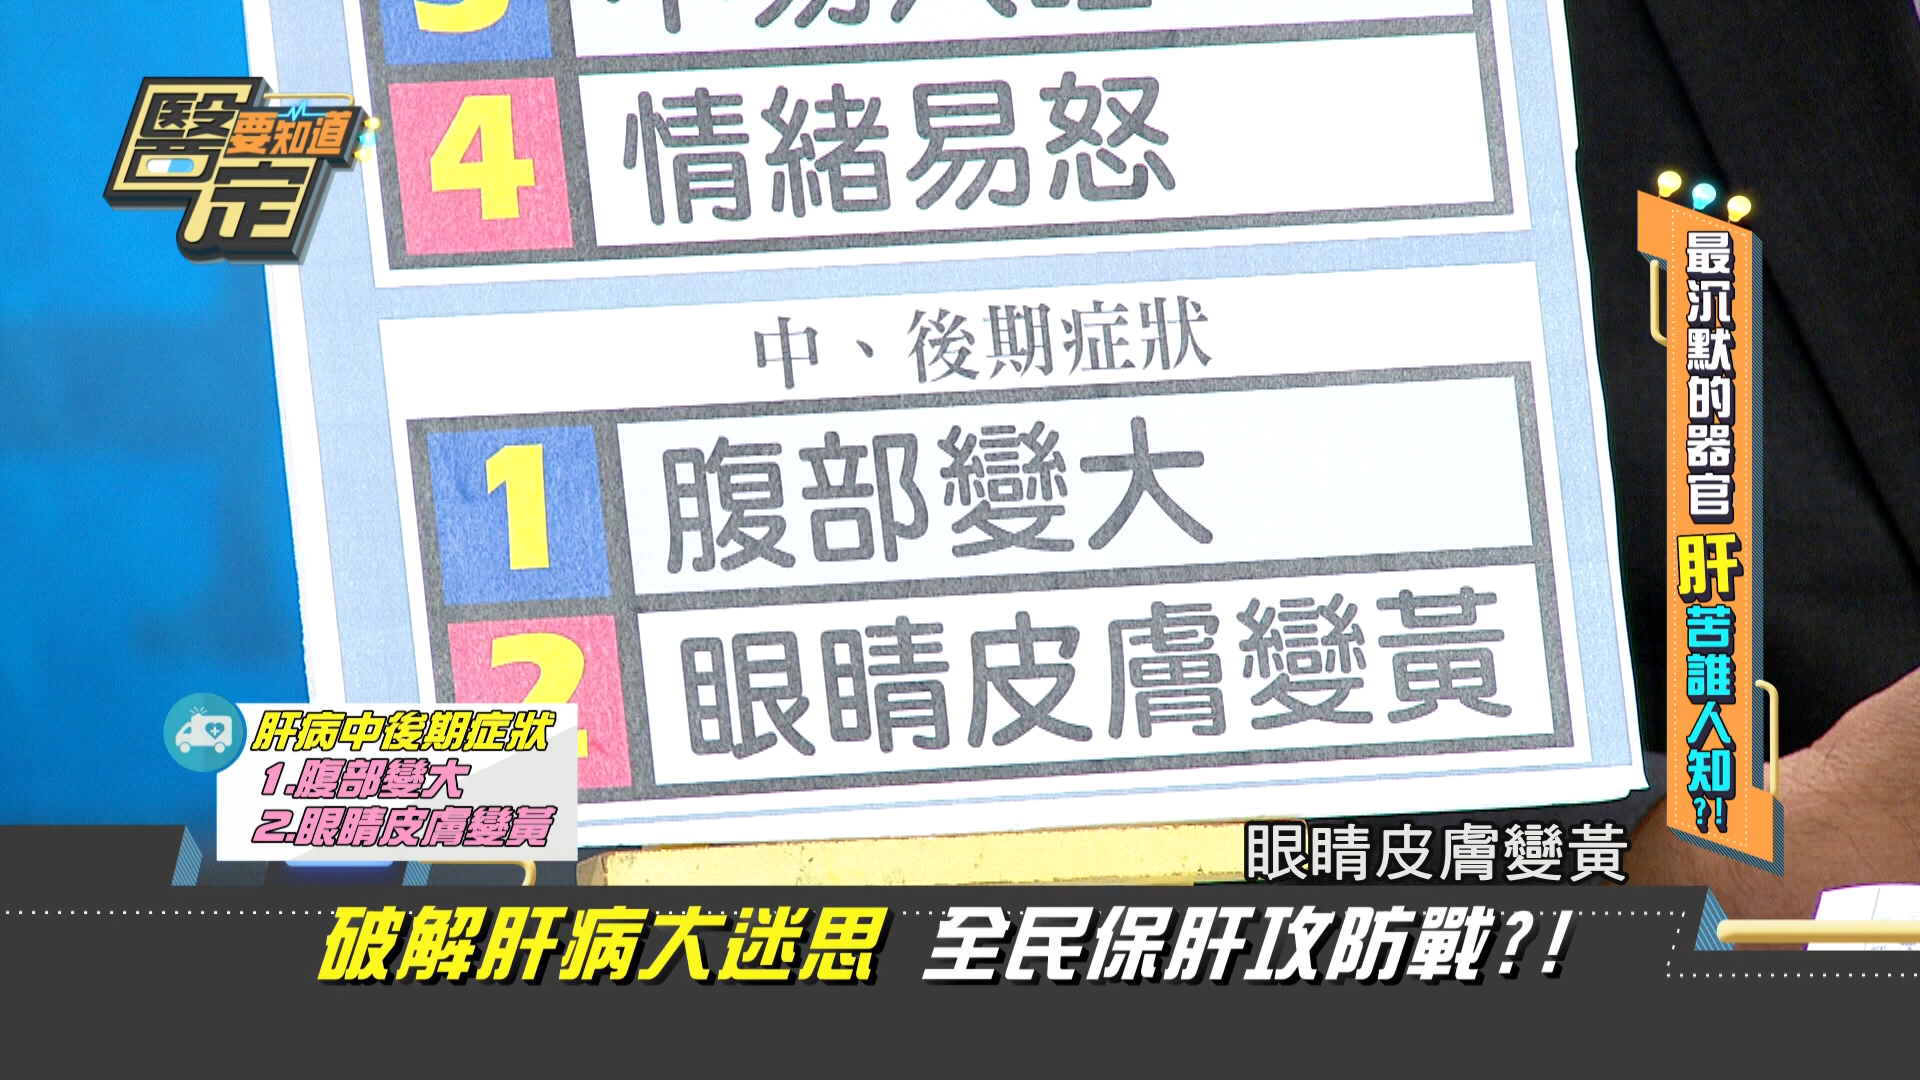 醫定要知道
3
4 情緒易怒
中、後期症狀
1 腹部變大
2 眼睛皮膚變黃
最沉默的器官 肝苦誰人知?!
肝病中後期症狀
1.腹部變大
2.眼睛皮膚變黃
眼睛皮膚變黃
破解肝病大迷思 全民保肝攻防戰?!